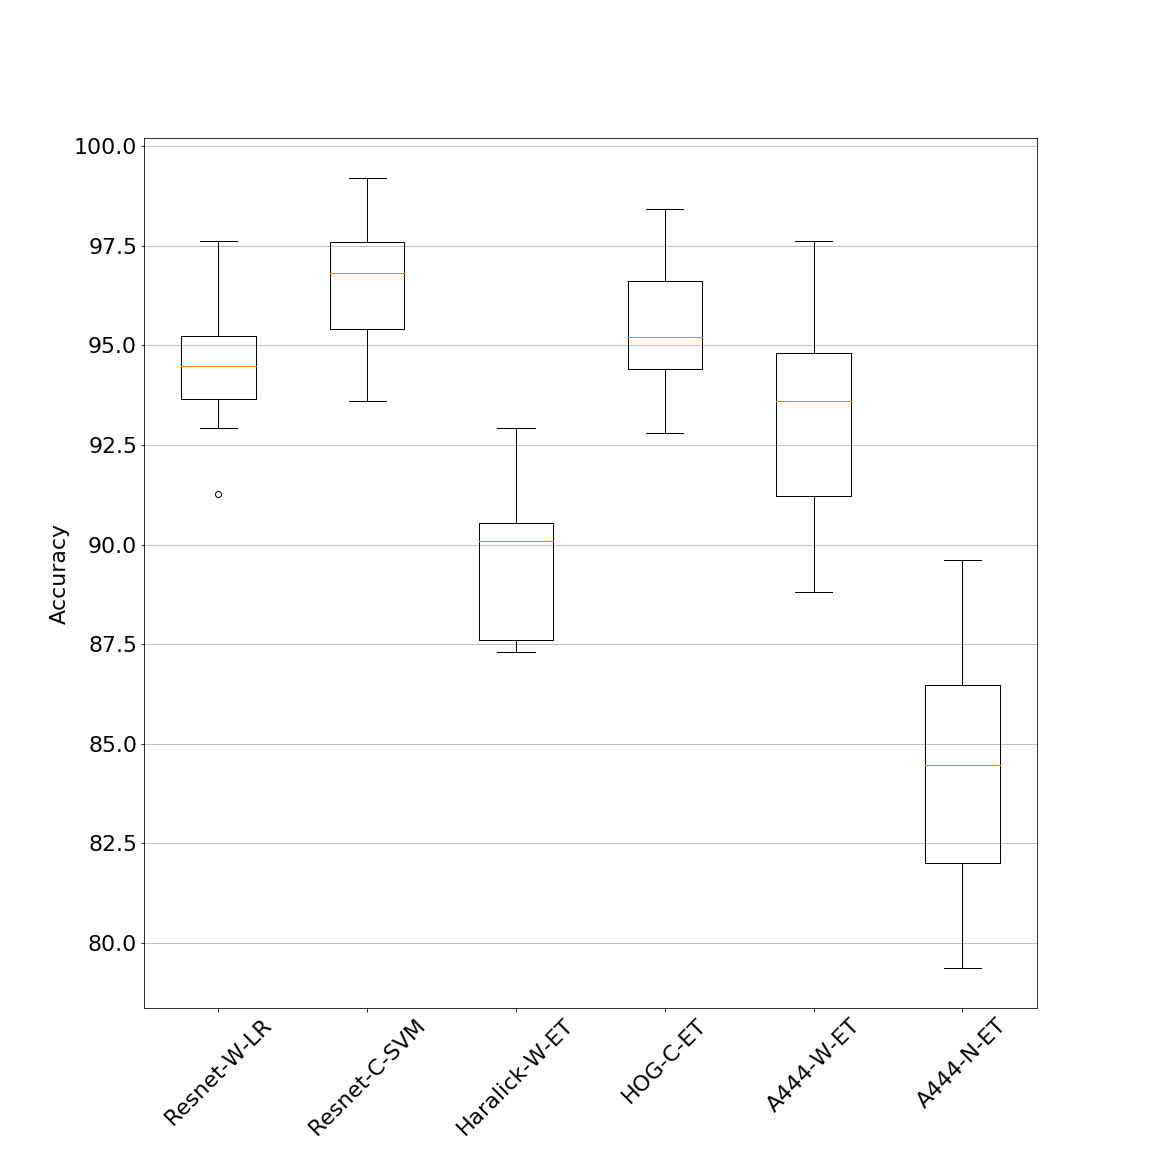 100.0
97.5
95.0
92.5
90.0
87.5
85.0
82.5
80.0
Accuracy
Resnet-W-LR
Resnet-C-SVM
Haralick-W-ET
HOG-C-ET
A444-W-ET
A444-N-ET